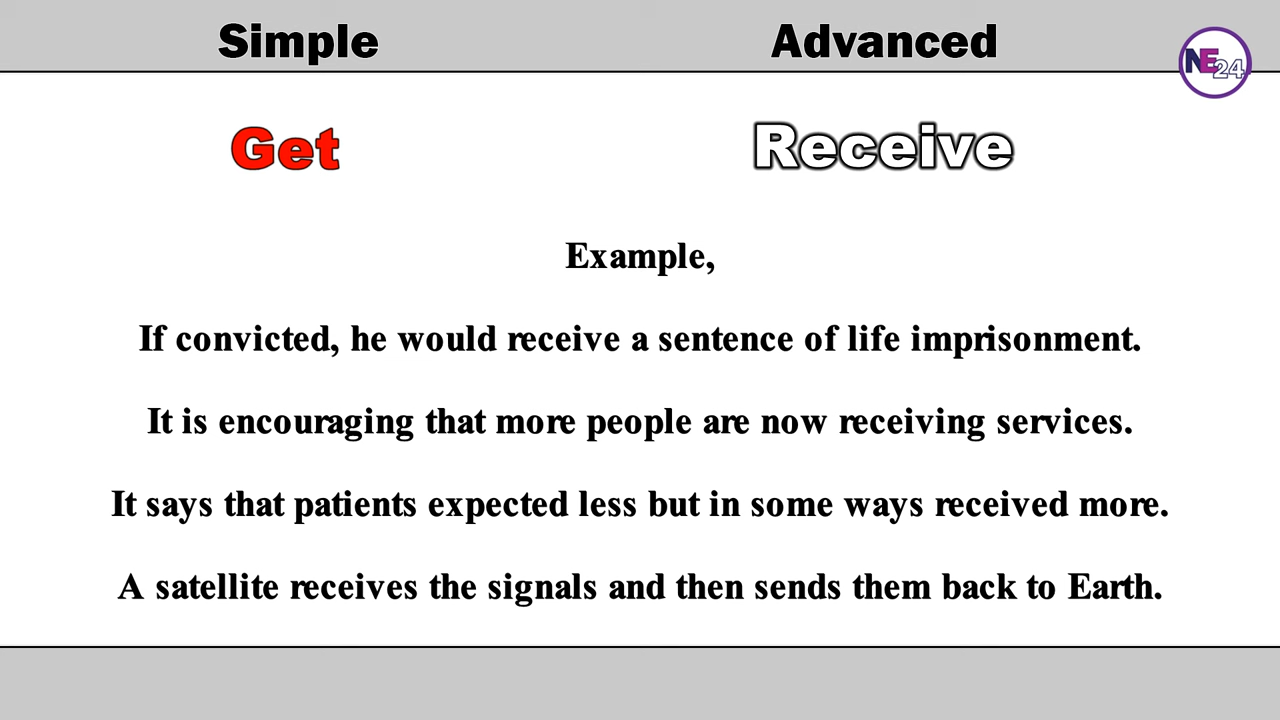 Simple Advanced
NE24
Get Receive
Example,
If convicted, he would receive a sentence of life imprisonment.
It is encouraging that more people are now receiving services.
It says that patients expected less but in some ways received more.
A satellite receives the signals and then sends them back to Earth.